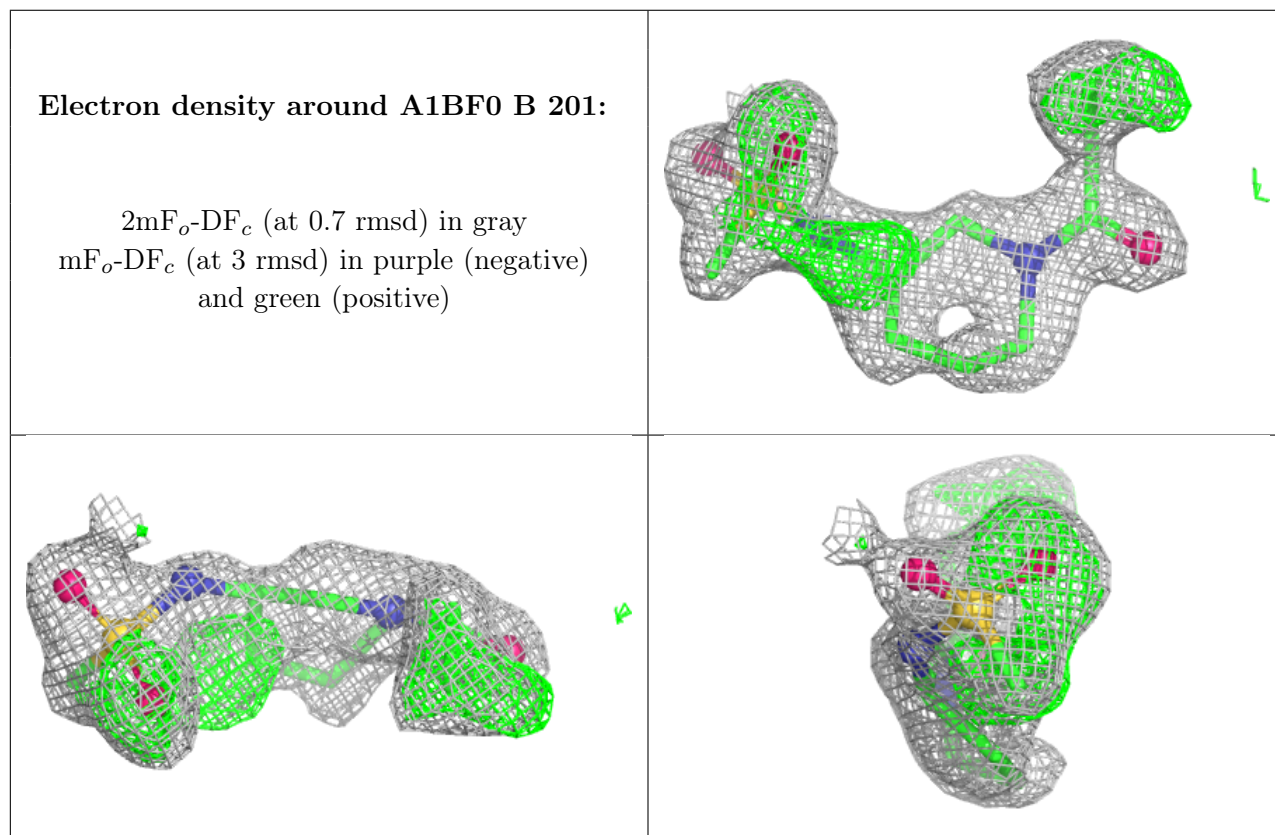 Electron density around A1BF0 B 201:
2mFo-DFc (at 0.7 rmsd) in gray
mFo-DFc (at 3 rmsd) in purple (negative)
and green (positive)